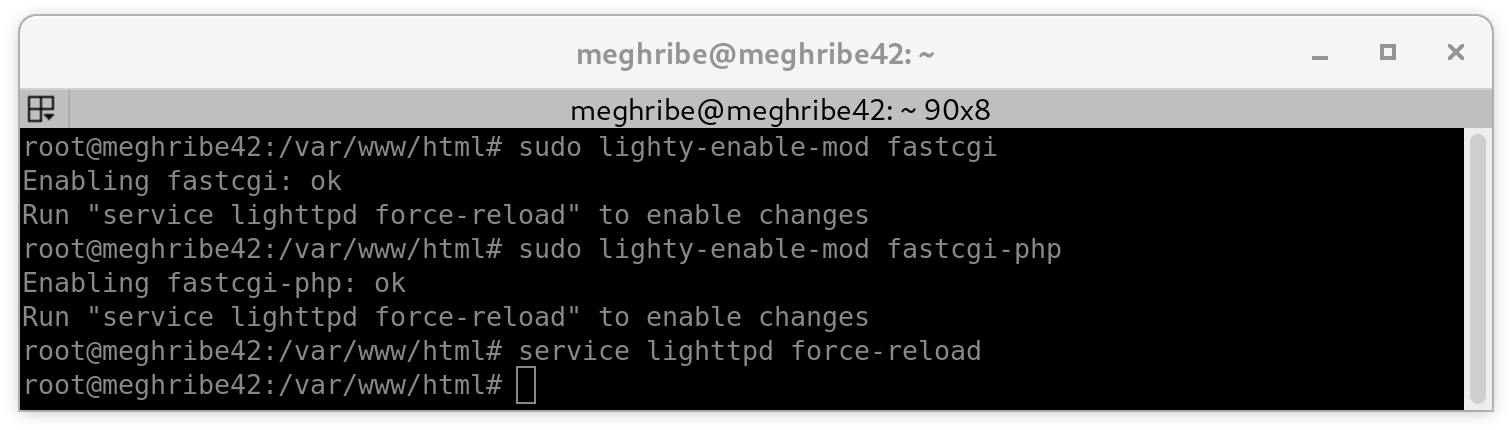 meghribe@meghribe42: ~
meghribe@meghribe42: ~ 90x8
root@meghribe42:/var/www/html# sudo lighty-enable-mod fastcgi
Enabling fastcgi: ok
Run "service lighttpd force-reload" to enable changes
root@meghribe42:/var/www/html# sudo lighty-enable-mod fastcgi-php
Enabling fastcgi-php: ok
Run "service lighttpd force-reload" to enable changes
root@meghribe42:/var/www/html# service lighttpd force-reload
root@meghribe42:/var/www/html#